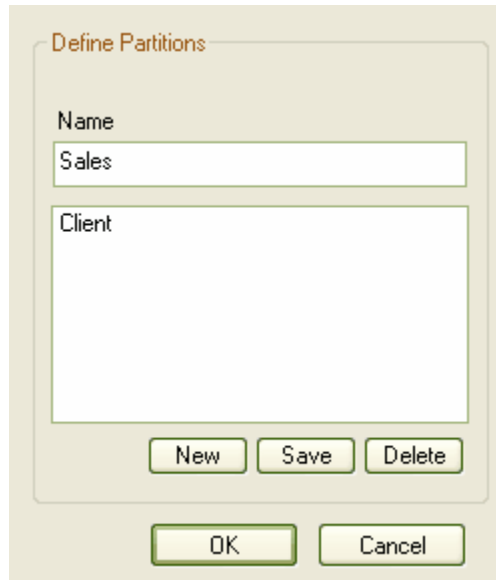 Define Partitions
Name
Sales
Client
New Save Delete
OK Cancel